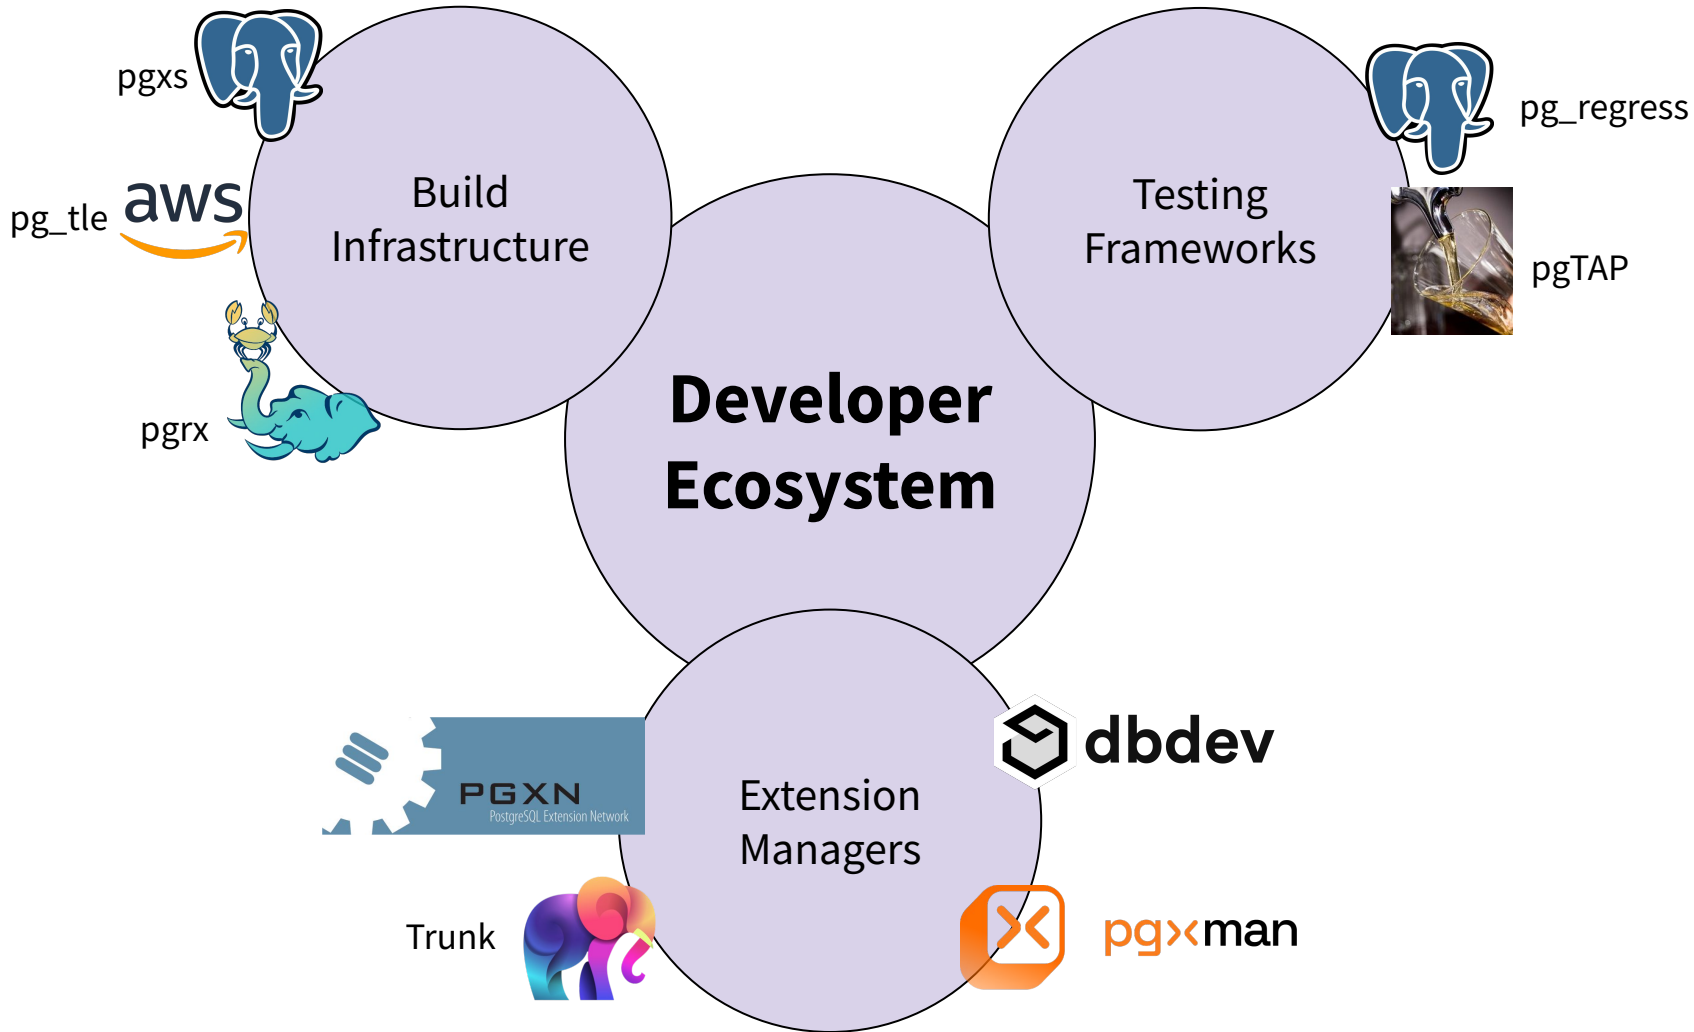 pgxs
pg_tle
aws
pgrx
Build
Infrastructure
Testing
Frameworks
pg_regress
pgTAP
Developer
Ecosystem
PGXN
PostgreSQL Extension Network
dbdev
Extension
Managers
Trunk
pgxman